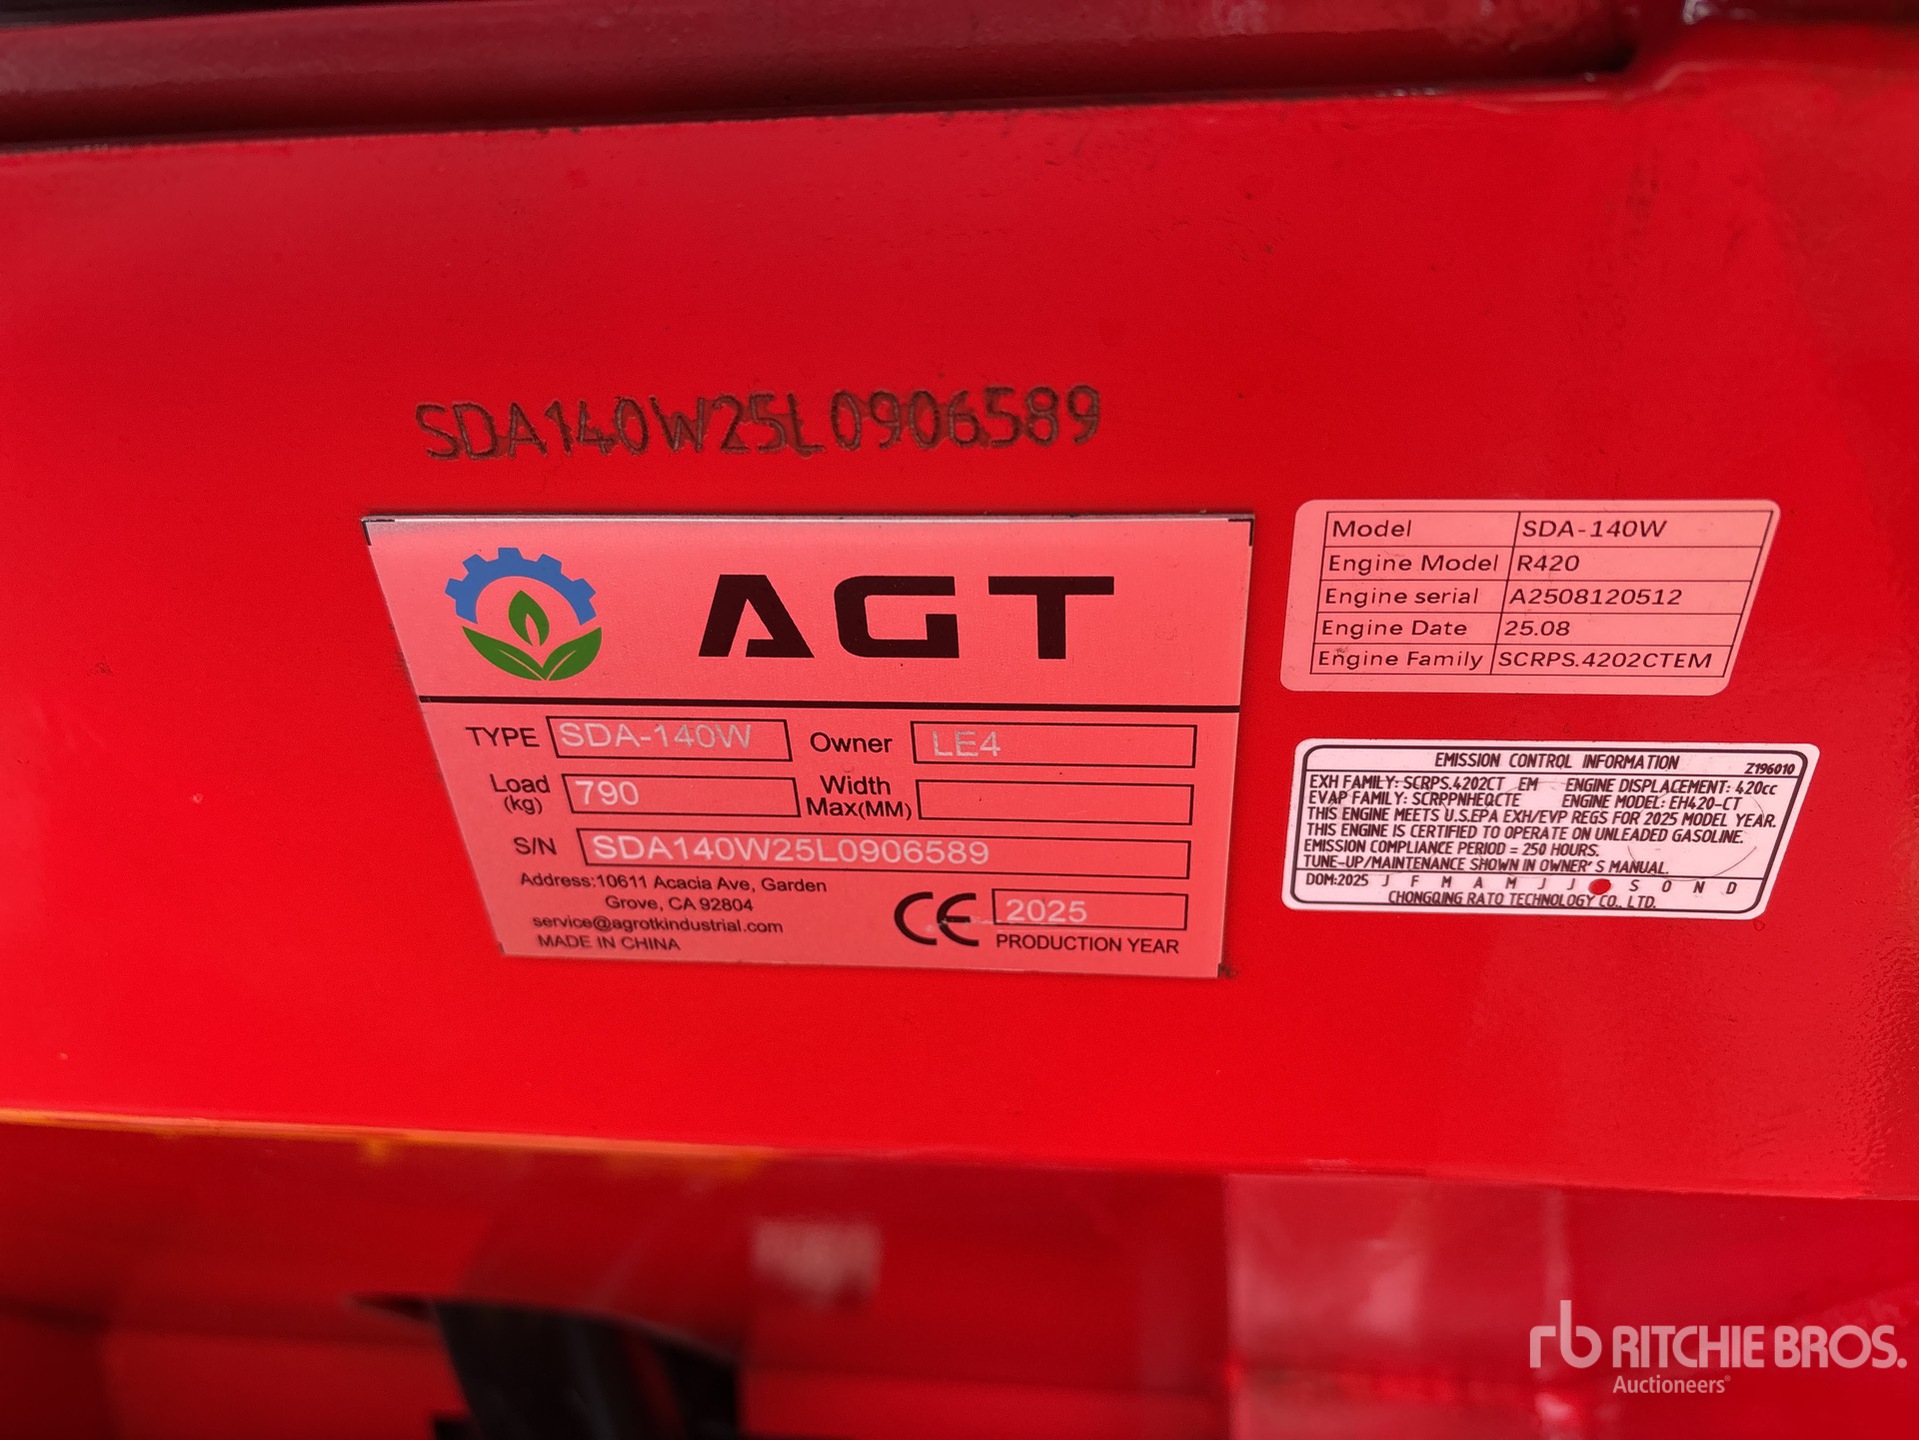 SDA140W25L0906589
AGT
TYPE SDA-140W Owner LE4
Load (kg) 790 Width Max(MM)
S/N SDA140W25L0906589
Address:10611 Acacia Ave, Garden
Grove, CA 92804
service@agrotkindustrial.com
MADE IN CHINA
CE 2025
PRODUCTION YEAR
Model SDA-140W
Engine Model R420
Engine serial A2508120512
Engine Date 25.08
Engine Family SCRPS.4202CTEM
EMISSION CONTROL INFORMATION Z196010
EXH FAMILY: SCRPS.4202CT EM ENGINE DISPLACEMENT: 420cc
EVAP FAMILY: SCRPPNHEQCTE ENGINE MODEL: EH420-CT
THIS ENGINE MEETS U.S.EPA EXH/EVP REGS FOR 2025 MODEL YEAR.
THIS ENGINE IS CERTIFIED TO OPERATE ON UNLEADED GASOLINE.
EMISSION COMPLIANCE PERIOD = 250 HOURS.
TUNE-UP/MAINTENANCE SHOWN IN OWNER'S MANUAL.
DOM:2025 J F M A M J J S O N D
CHONGQING RATO TECHNOLOGY CO., LTD.
rb RITCHIE BROS.
Auctioneers®